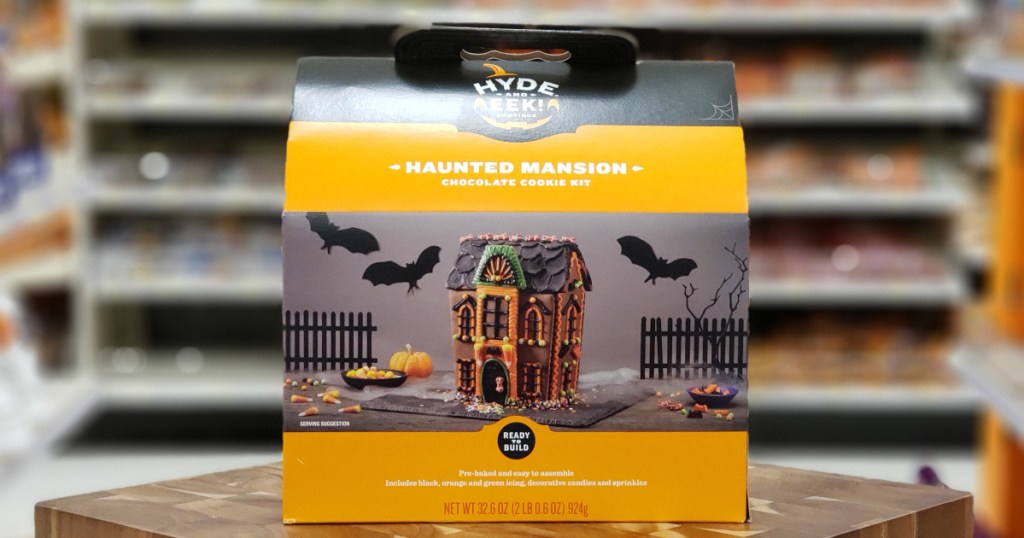 HYDE
AND
EEK!
BOUTIQUE
HAUNTED MANSION
CHOCOLATE COOKIE KIT
SERVING SUGGESTION
READY
TO
BUILD
Pre-baked and easy to assemble
Includes black, orange and green icing, decorative candies and sprinkles
NET WT 32.6 OZ (2 LB 0.6 OZ) 924g